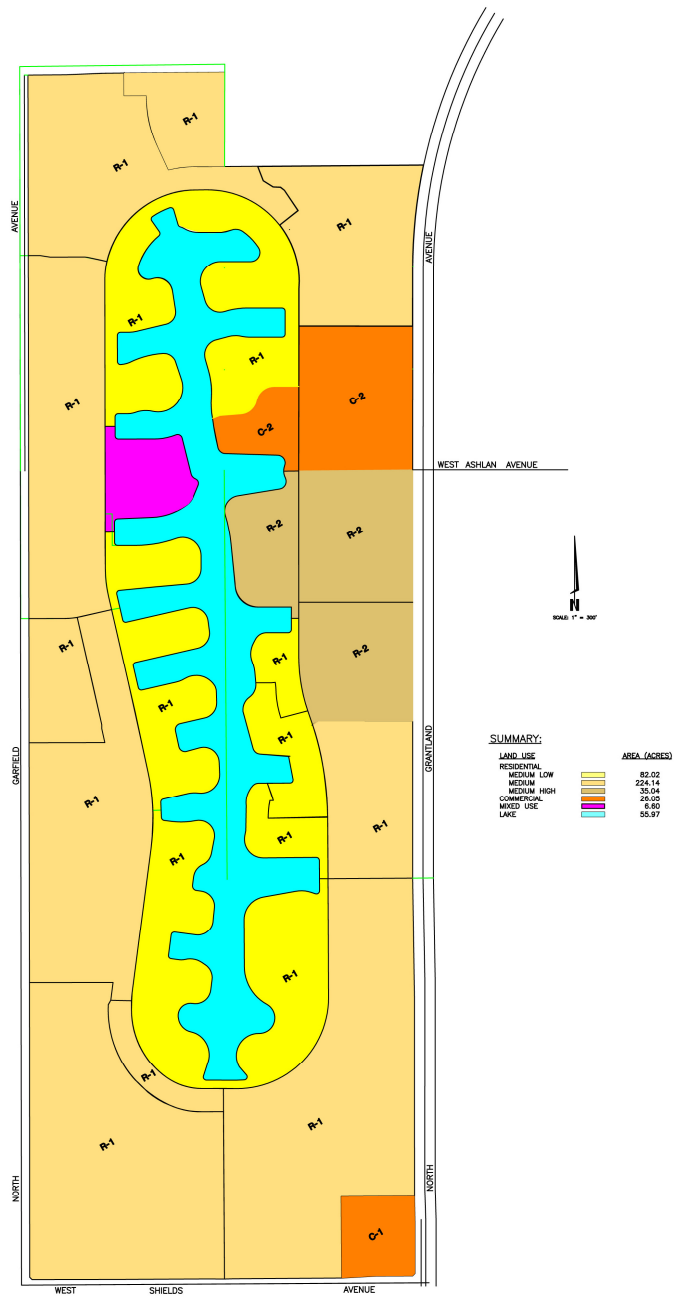 R-1
R-1
AVENUE
R-1
AVENUE
R-1
R-1
C-2
R-1
C-2
WEST ASHLAN AVENUE
R-2
R-2
N
SCALE: 1" = 300'
R-1
R-1
R-2
R-1
R-1
GARFIELD
GRANTLAND
SUMMARY:
LAND USE AREA (ACRES)
RESIDENTIAL
MEDIUM LOW 82.02
MEDIUM 224.14
MEDIUM HIGH 35.04
COMMERCIAL 26.05
MIXED USE 6.60
LAKE 55.97
R-1
R-1
R-1
R-1
R-1
R-1
R-1
R-1
NORTH
NORTH
C-1
WEST SHIELDS AVENUE